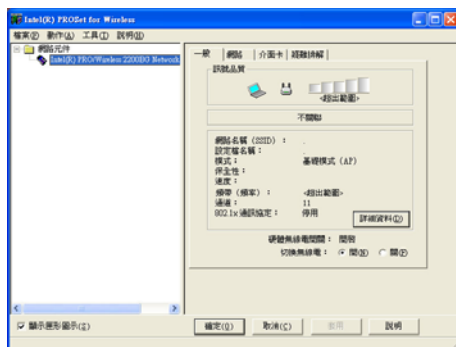 Intel(R) PROSet for Wireless
檔案(F) 動作(A) 工具(T) 說明(H)
網路元件
Intel(R) PRO/Wireless 2200BG Network
一般 網路 介面卡 疑難排解
訊號品質
<超出範圍>
不關聯
網路名稱 (SSID) :
設定檔名稱 :
模式 : 基礎模式 (AP)
保全性 :
速度 :
頻帶 (頻率) : <超出範圍>
通道 : 11
802.1x 通訊協定 : 停用
詳細資料(D)
硬體無線電開關 :
切換無線電 :
顯示匣形圖示(I)
確定(O) 取消(C) 套用 說明